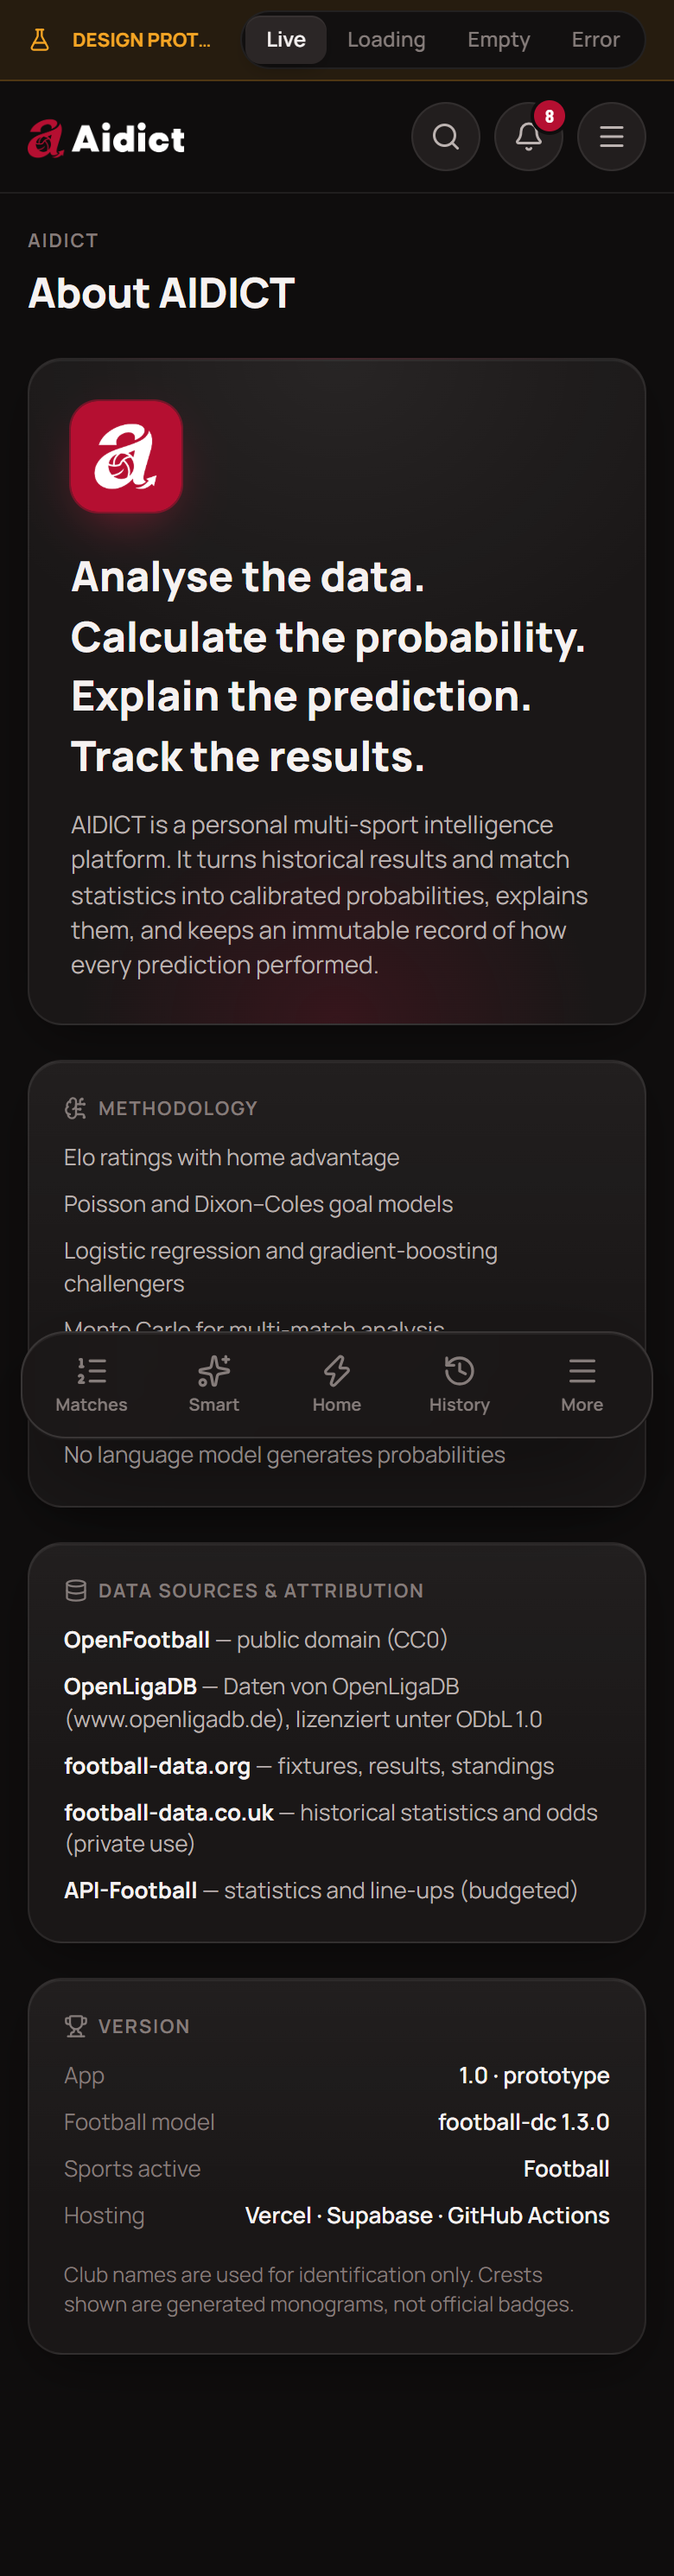 DESIGN PROT...
Live
Loading
Empty
Error
a Aidict
8
AIDICT
About AIDICT
a
Analyse the data.
Calculate the probability.
Explain the prediction.
Track the results.
AIDICT is a personal multi-sport intelligence
platform. It turns historical results and match
statistics into calibrated probabilities, explains
them, and keeps an immutable record of how
every prediction performed.
METHODOLOGY
Elo ratings with home advantage
Poisson and Dixon–Coles goal models
Logistic regression and gradient-boosting
challengers
Monte Carlo for multi-match analysis
Matches
Smart
Home
History
More
No language model generates probabilities
DATA SOURCES & ATTRIBUTION
OpenFootball — public domain (CC0)
OpenLigaDB — Daten von OpenLigaDB
(www.openligadb.de), lizenziert unter ODbL 1.0
football-data.org — fixtures, results, standings
football-data.co.uk — historical statistics and odds
(private use)
API-Football — statistics and line-ups (budgeted)
VERSION
App 1.0 · prototype
Football model football-dc 1.3.0
Sports active Football
Hosting Vercel · Supabase · GitHub Actions
Club names are used for identification only. Crests
shown are generated monograms, not official badges.